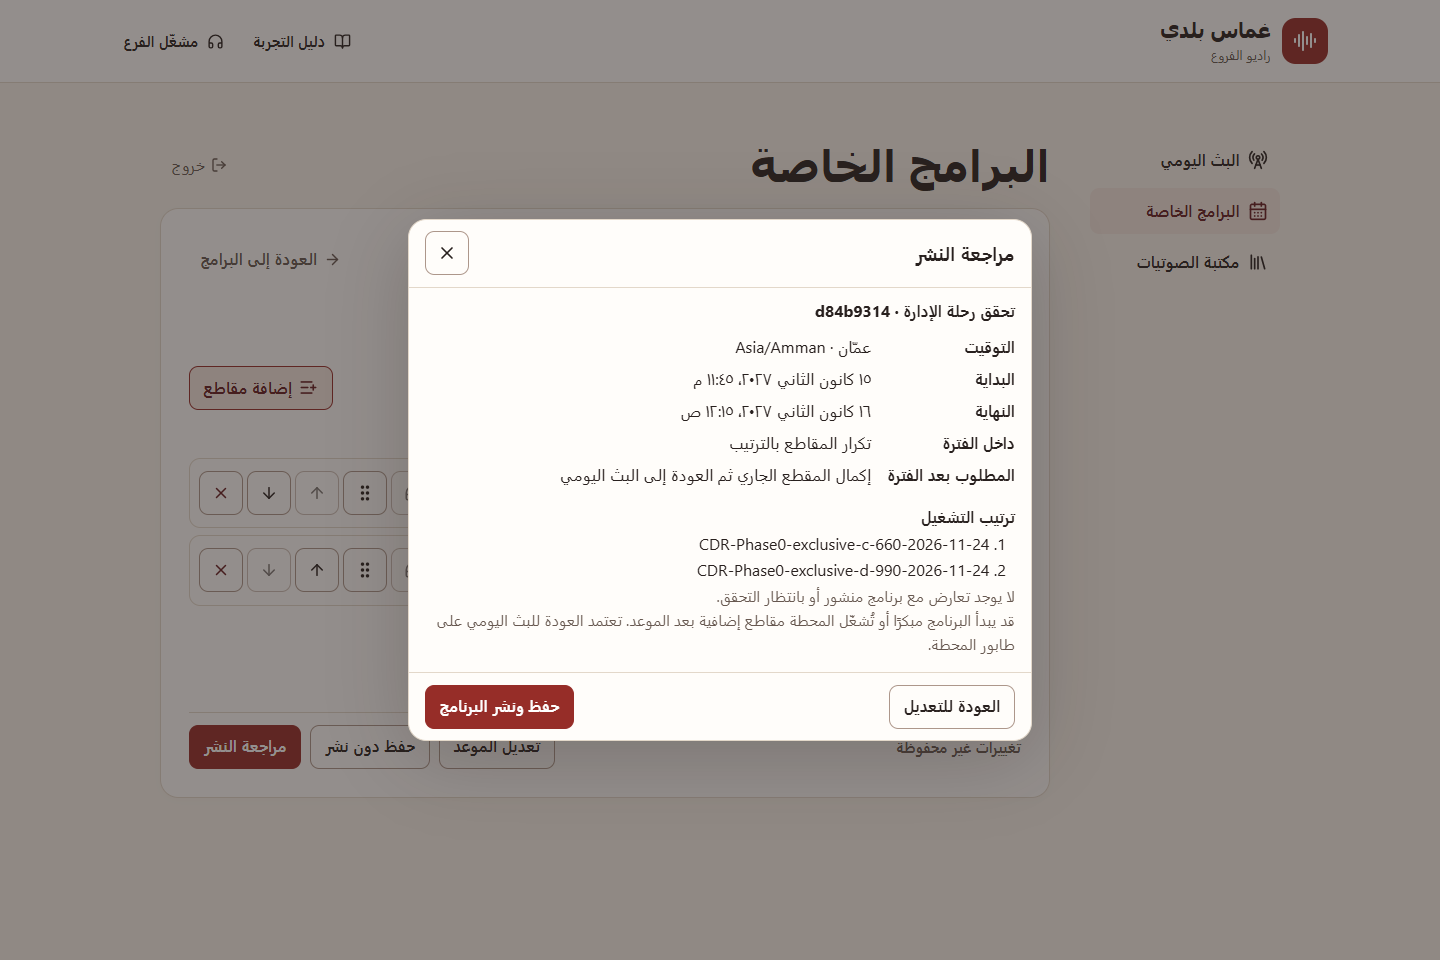 غماس بلدي
راديو الفروع
دليل التجربة
مشغّل الفرع
البث اليومي
البرامج الخاصة
مكتبة الصوتيات
البرامج الخاصة
خروج
العودة إلى البرامج
إضافة مقاطع
مراجعة النشر
تحقق رحلة الإدارة · d84b9314
التوقيت عمّان · Asia/Amman
البداية ١٥ كانون الثاني ٢٠٢٧، ١١:٤٥ م
النهاية ١٦ كانون الثاني ٢٠٢٧، ١٢:١٥ ص
داخل الفترة تكرار المقاطع بالترتيب
المطلوب بعد الفترة إكمال المقطع الجاري ثم العودة إلى البث اليومي
ترتيب التشغيل
1. CDR-Phase0-exclusive-c-660-2026-11-24
2. CDR-Phase0-exclusive-d-990-2026-11-24
لا يوجد تعارض مع برنامج منشور أو بانتظار التحقق.
قد يبدأ البرنامج مبكرًا أو تُشغّل المحطة مقاطع إضافية بعد الموعد. تعتمد العودة للبث اليومي على
طابور المحطة.
العودة للتعديل
حفظ ونشر البرنامج
تغييرات غير محفوظة
تعديل الموعد
حفظ دون نشر
مراجعة النشر